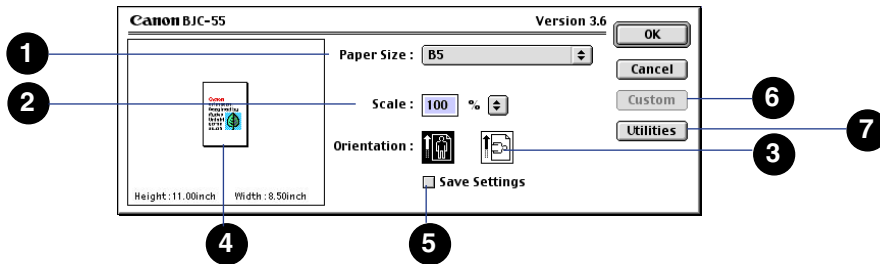 Canon BJC-55 Version 3.6
OK
1 Paper Size : B5
Cancel
2 Scale : 100 %
Custom 6
Utilities 7
Orientation : 3
Canon
Save Settings
Height : 11.00inch Width : 8.50inch
4 5